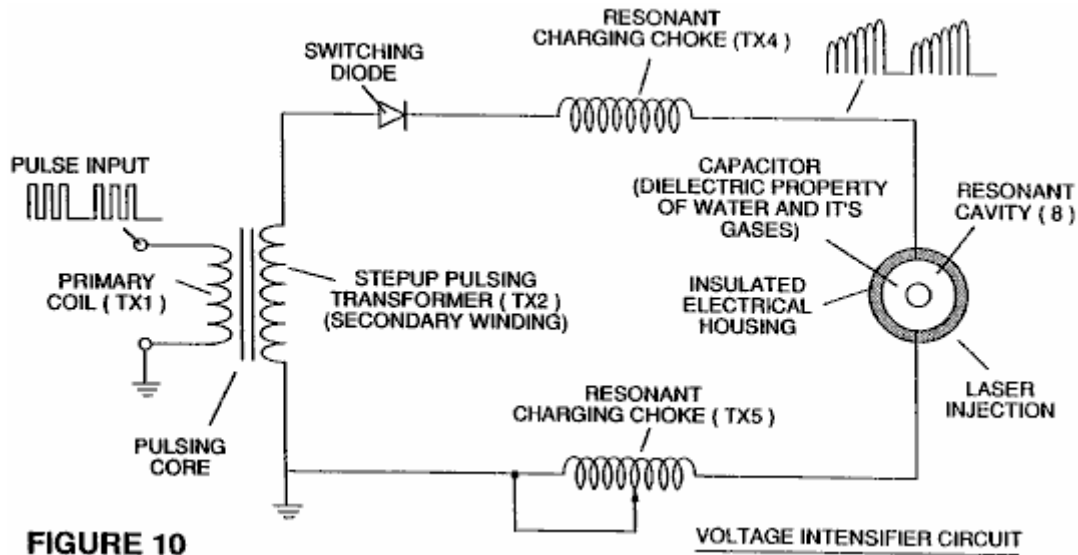 RESONANT
CHARGING CHOKE (TX4)
SWITCHING
DIODE
PULSE INPUT
CAPACITOR
(DIELECTRIC PROPERTY
OF WATER AND IT'S
GASES)
RESONANT
CAVITY ( 8 )
PRIMARY
COIL ( TX1 )
STEPUP PULSING
TRANSFORMER ( TX2 )
(SECONDARY WINDING)
INSULATED
ELECTRICAL
HOUSING
LASER
INJECTION
RESONANT
CHARGING CHOKE ( TX5 )
PULSING
CORE
FIGURE 10
VOLTAGE INTENSIFIER CIRCUIT